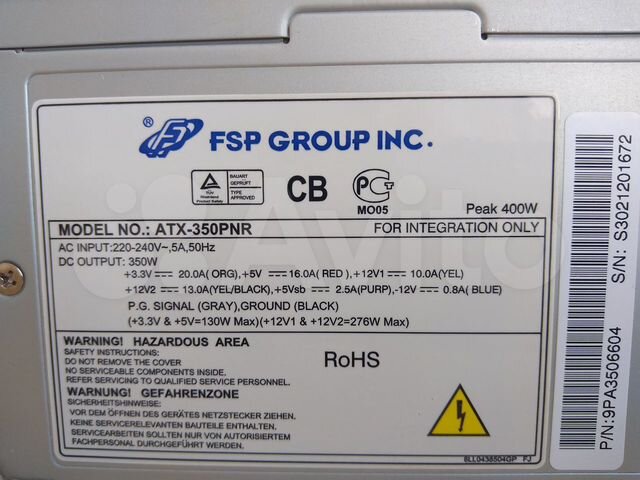 ® FSP GROUP INC.
TÜV
BAUART
GEPRÜFT
TYPE
APPROVED
CB
MO05
Peak 400W
MODEL NO.: ATX-350PNR
FOR INTEGRATION ONLY
AC INPUT:220-240V~,5A,50Hz
DC OUTPUT: 350W
+3.3V ⎓ 20.0A( ORG),+5V ⎓ 16.0A( RED ),+12V1 ⎓ 10.0A(YEL)
+12V2 ⎓ 13.0A(YEL/BLACK),+5Vsb ⎓ 2.5A(PURP),-12V ⎓ 0.8A( BLUE)
P.G. SIGNAL (GRAY),GROUND (BLACK)
(+3.3V & +5V=130W Max)(+12V1 & +12V2=276W Max)
WARNING! HAZARDOUS AREA
SAFETY INSTRUCTIONS:
DO NOT REMOVE THE COVER
NO SERVICEABLE COMPONENTS INSIDE.
REFER SERVICING TO QUALIFIED PERSONNEL.
RoHS
WARNUNG! GEFAHRENZONE
SICHERHEITSHINWEISE:
VOR DEM ÖFFNEN DES GERÄTES NETZSTECKER ZIEHEN.
KEINE SERVICERELEVANTEN BAUTEILE ENTHALTEN.
SERVICEARBEITEN SOLLTEN NUR VON AUTORISIERTEM
FACHPERSONAL DURCHGEFÜHRT WERDEN.
8LL0438504GP FJ
P/N:9PA3506604
S/N: S3021201672
Avito